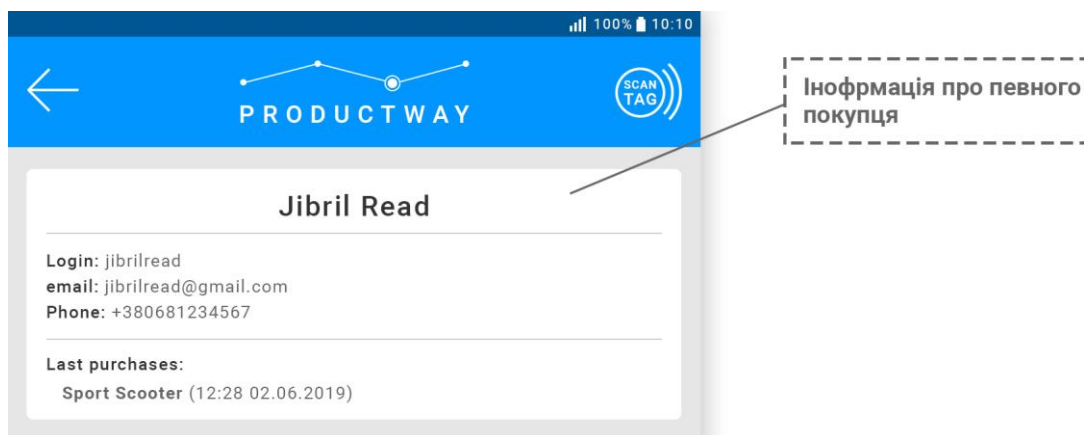 100% 10:10
SCAN
TAG
PRODUCTWAY
Інофрмація про певного
покупця
Jibril Read
Login: jibrilread
email: jibrilread@gmail.com
Phone: +380681234567
Last purchases:
Sport Scooter (12:28 02.06.2019)